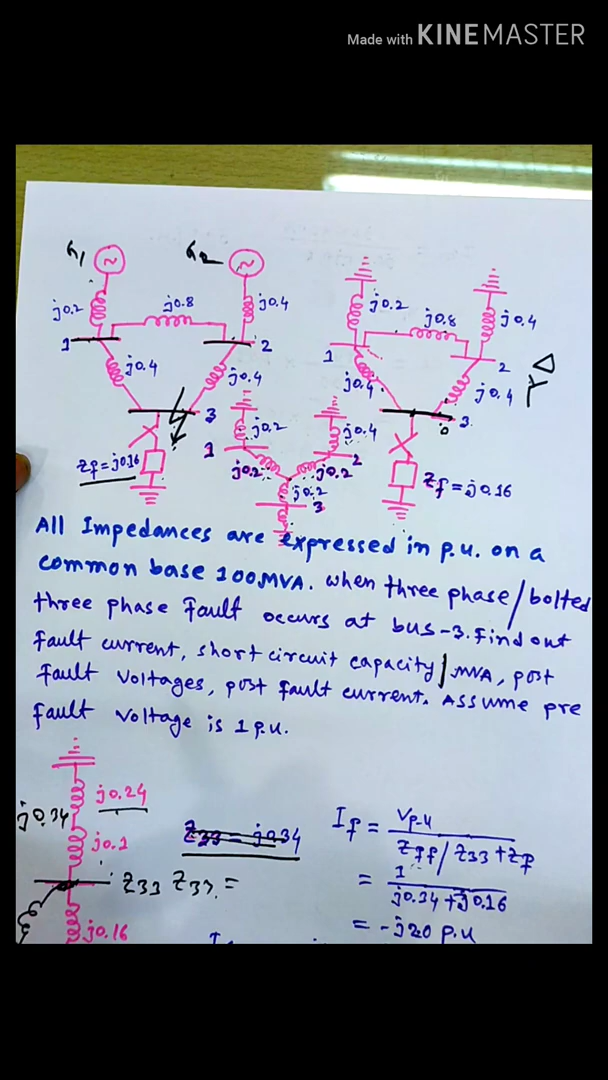 Made with KINEMASTER
G1
G2
j0.2
j0.8
j0.4
1
2
j0.4
j0.4
3
Zf=j0.16
j0.2
j0.4
1
2
j0.2
j0.2
j0.2
3
j0.2
j0.8
j0.4
1
2
Δ
Y
j0.4
j0.4
3
Zf=j0.16
All Impedances are expressed in p.u. on a
common base 100MVA. when three phase/bolted
three phase fault occurs at bus-3. Find out
fault current, short circuit capacity/MVA, post
fault voltages, post fault current. Assume pre
fault voltage is 1 p.u.
j0.24
j0.34
j0.1
Z33 = j0.34
Z33 Z33 =
j0.16
If = Vp.u / Zff/Z33+Zf
= 1 / j0.34+j0.16
= -j20 p.u